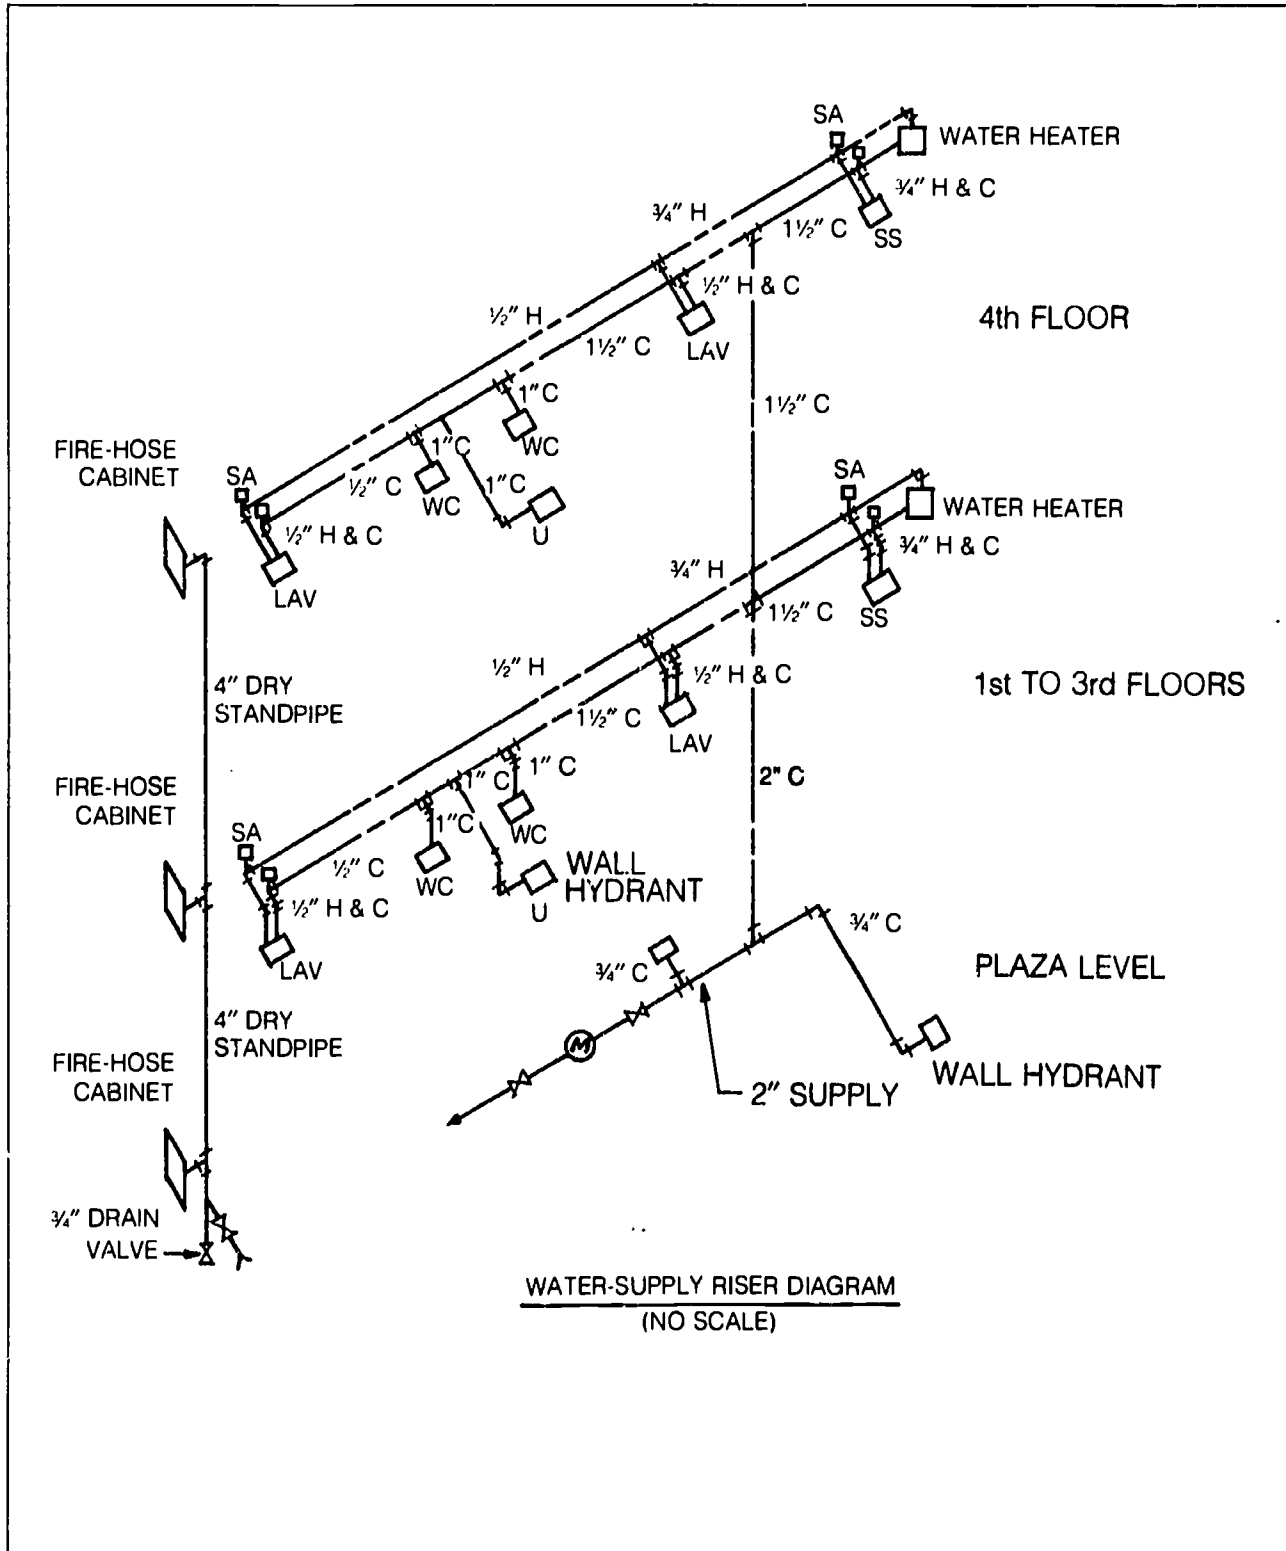 SA
WATER HEATER
¾" H & C
¾" H
1½" C
SS
½" H & C
½" H
4th FLOOR
1½" C
LAV
1" C
1½" C
FIRE-HOSE
CABINET
SA
1" C
WC
½" C
1" C
WC
SA
WATER HEATER
½" H & C
U
¾" H & C
LAV
¾" H
1½" C
SS
½" H
½" H & C
4" DRY
STANDPIPE
1st TO 3rd FLOORS
1½" C
LAV
FIRE-HOSE
CABINET
1" C
1" C
2" C
SA
1" C
WC
½" C
WC
WALL
HYDRANT
½" H & C
U
¾" C
LAV
¾" C
PLAZA LEVEL
4" DRY
STANDPIPE
M
FIRE-HOSE
CABINET
WALL HYDRANT
2" SUPPLY
¾" DRAIN
VALVE
WATER-SUPPLY RISER DIAGRAM
(NO SCALE)